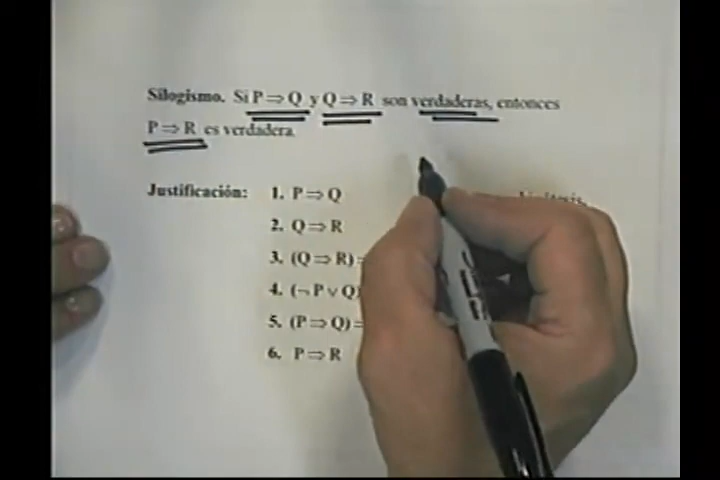 Silogismo. Si P ⇒ Q y Q ⇒ R son verdaderas, entonces
P ⇒ R es verdadera.
Justificación: 1. P ⇒ Q
2. Q ⇒ R
3. (Q ⇒ R)
4. (¬ P ∨ Q)
5. (P ⇒ Q) =
6. P ⇒ R